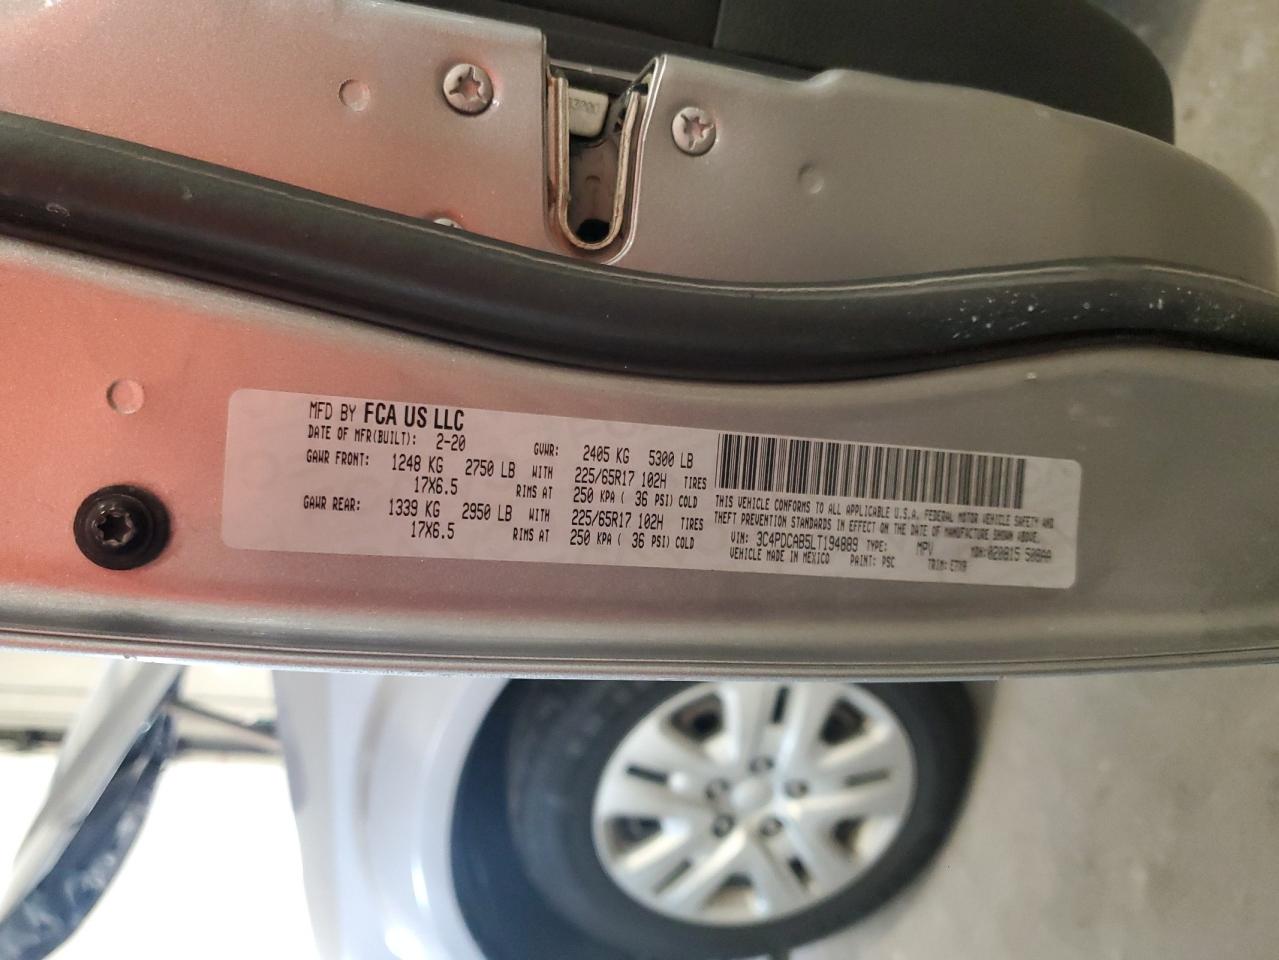 MFD BY FCA US LLC
DATE OF MFR(BUILT): 2-20 GVWR: 2405 KG 5300 LB
GAWR FRONT: 1248 KG 2750 LB WITH 225/65R17 102H TIRES
17X6.5 RIMS AT 250 KPA ( 36 PSI) COLD
GAWR REAR: 1339 KG 2950 LB WITH 225/65R17 102H TIRES
17X6.5 RIMS AT 250 KPA ( 36 PSI) COLD
THIS VEHICLE CONFORMS TO ALL APPLICABLE U.S.A. FEDERAL MOTOR VEHICLE SAFETY AND
THEFT PREVENTION STANDARDS IN EFFECT ON THE DATE OF MANUFACTURE SHOWN ABOVE.
VIN: 3C4PDCAB5LT194889 TYPE: MPV MDH: 020815
VEHICLE MADE IN MEXICO PAINT: PSC TRIM: